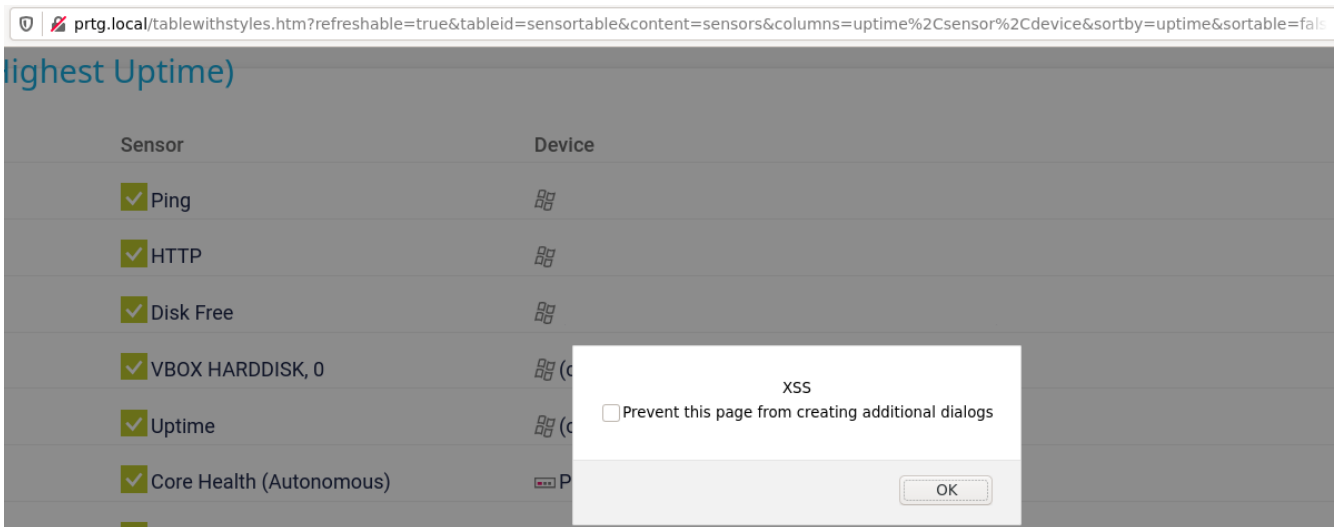 prtg.local/tablewithstyles.htm?refreshable=true&tableid=sensortable&content=sensors&columns=uptime%2Csensor%2Cdevice&sortby=uptime&sortable=fals
Highest Uptime)
Sensor Device
Ping
HTTP
Disk Free
VBOX HARDDISK, 0 (c
Uptime (c
Core Health (Autonomous) P
XSS
Prevent this page from creating additional dialogs
OK